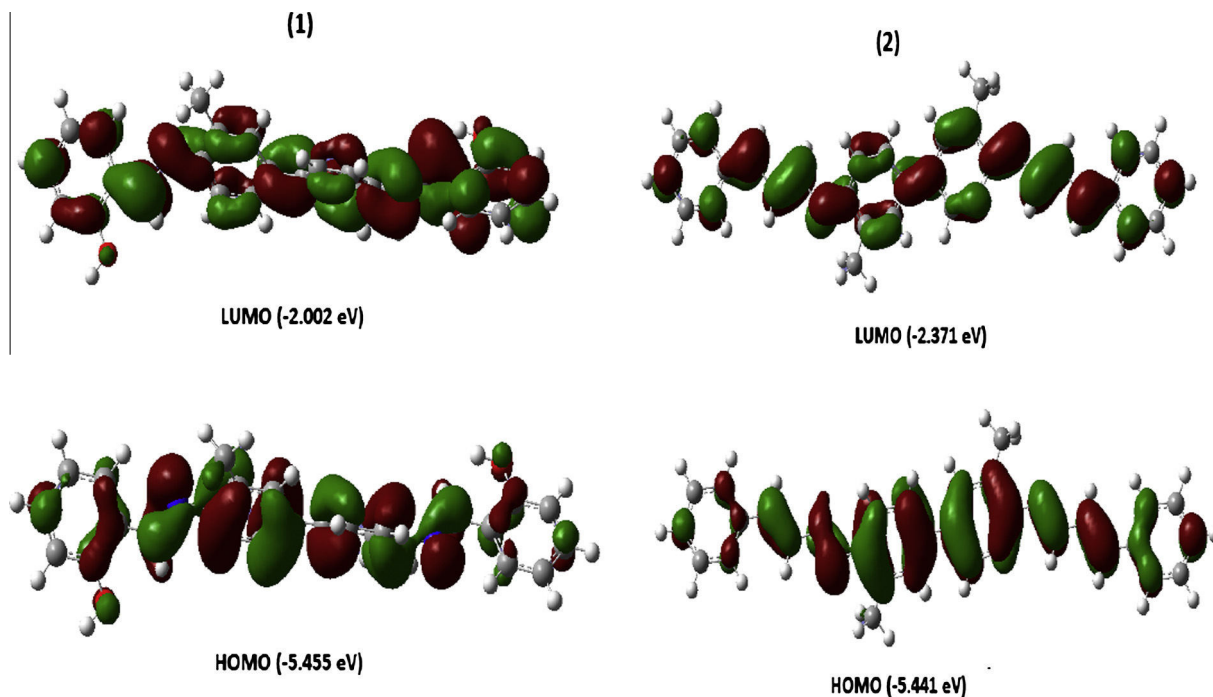 (1)
(2)
LUMO (-2.002 eV)
LUMO (-2.371 eV)
HOMO (-5.455 eV)
HOMO (-5.441 eV)